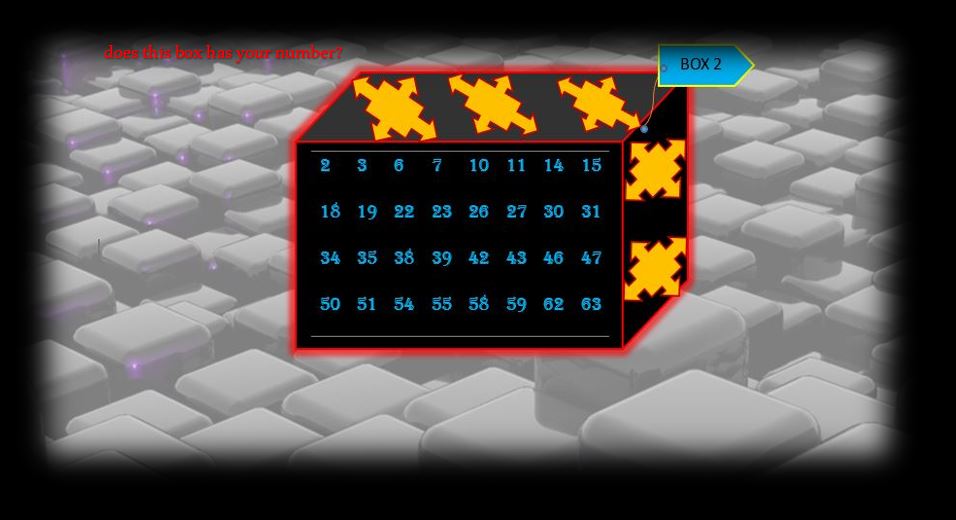 does this box has your number?
BOX 2
2 3 6 7 10 11 14 15
18 19 22 23 26 27 30 31
34 35 38 39 42 43 46 47
50 51 54 55 58 59 62 63